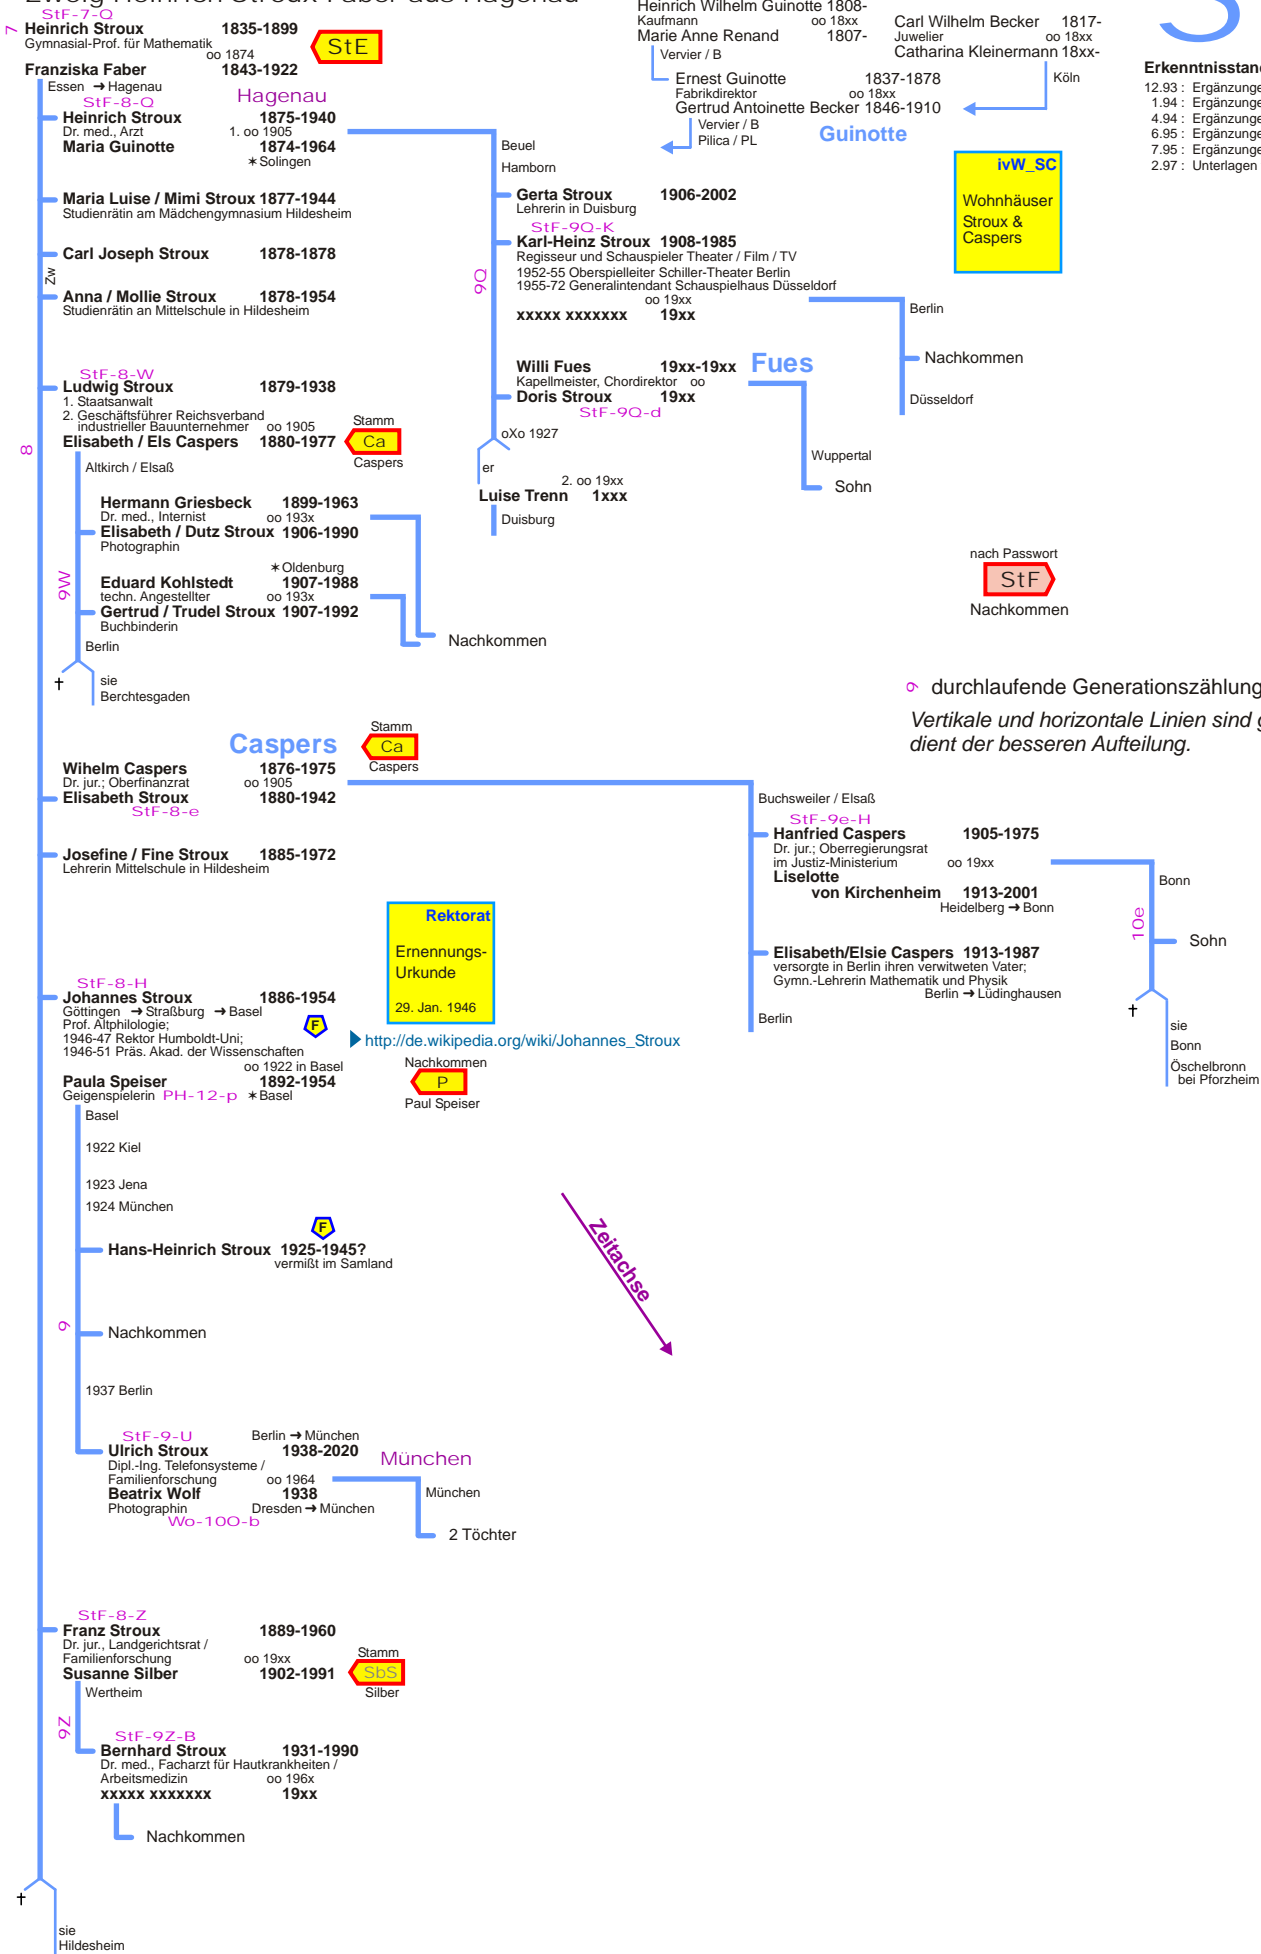 Zweig Heinrich Stroux-Faber aus Hagenau
StF-7-Q
7
Heinrich Stroux 1835-1899
Gymnasial-Prof. für Mathematik
oo 1874
Franziska Faber 1843-1922
StE
Essen → Hagenau
Hagenau
StF-8-Q
Heinrich Stroux 1875-1940
Dr. med., Arzt 1. oo 1905
Maria Guinotte 1874-1964
∗Solingen
Maria Luise / Mimi Stroux 1877-1944
Studienrätin am Mädchengymnasium Hildesheim
Carl Joseph Stroux 1878-1878
Zw
Anna / Mollie Stroux 1878-1954
Studienrätin an Mittelschule in Hildesheim
StF-8-W
Ludwig Stroux 1879-1938
1. Staatsanwalt
2. Geschäftsführer Reichsverband
industrieller Bauunternehmer oo 1905
Elisabeth / Els Caspers 1880-1977
Stamm
Ca
Caspers
8
Altkirch / Elsaß
Hermann Griesbeck 1899-1963
Dr. med., Internist oo 193x
Elisabeth / Dutz Stroux 1906-1990
Photographin
9W
∗Oldenburg
Eduard Kohlstedt 1907-1988
techn. Angestellter oo 193x
Gertrud / Trudel Stroux 1907-1992
Buchbinderin
Nachkommen
Berlin
†
sie
Berchtesgaden
Heinrich Wilhelm Guinotte 1808-
Kaufmann oo 18xx
Marie Anne Renand 1807-
Vervier / B
Carl Wilhelm Becker 1817-
Juwelier oo 18xx
Catharina Kleinermann 18xx-
Köln
Ernest Guinotte 1837-1878
Fabrikdirektor oo 18xx
Gertrud Antoinette Becker 1846-1910
Vervier / B
Pilica / PL
Guinotte
Erkenntnisstan
12.93 : Ergänzunge
1.94 : Ergänzunge
4.94 : Ergänzunge
6.95 : Ergänzunge
7.95 : Ergänzunge
2.97 : Unterlagen
ivW_SC
Wohnhäuser
Stroux &
Caspers
Beuel
Hamborn
Gerta Stroux 1906-2002
Lehrerin in Duisburg
StF-9Q-K
Karl-Heinz Stroux 1908-1985
Regisseur und Schauspieler Theater / Film / TV
1952-55 Oberspielleiter Schiller-Theater Berlin
1955-72 Generalintendant Schauspielhaus Düsseldorf
oo 19xx
xxxxx xxxxxxx 19xx
9Q
Berlin
Nachkommen
Düsseldorf
Willi Fues 19xx-19xx
Kapellmeister, Chordirektor oo
Doris Stroux 19xx
StF-9Q-d
Fues
Wuppertal
Sohn
oXo 1927
er
2. oo 19xx
Luise Trenn 1xxx
Duisburg
nach Passwort
StF
Nachkommen
9 durchlaufende Generationszählung
Vertikale und horizontale Linien sind g
dient der besseren Aufteilung.
Caspers
Stamm
Ca
Caspers
Wihelm Caspers 1876-1975
Dr. jur.; Oberfinanzrat oo 1905
Elisabeth Stroux 1880-1942
StF-8-e
Josefine / Fine Stroux 1885-1972
Lehrerin Mittelschule in Hildesheim
Buchsweiler / Elsaß
StF-9e-H
Hanfried Caspers 1905-1975
Dr. jur.; Oberregierungsrat
im Justiz-Ministerium oo 19xx
Liselotte
von Kirchenheim 1913-2001
Heidelberg → Bonn
Elisabeth/Elsie Caspers 1913-1987
versorgte in Berlin ihren verwitweten Vater;
Gymn.-Lehrerin Mathematik und Physik
Berlin → Lüdinghausen
Berlin
Bonn
10e
Sohn
†
sie
Bonn
Öschelbronn
bei Pforzheim
Rektorat
Ernennungs-
Urkunde
29. Jan. 1946
StF-8-H
Johannes Stroux 1886-1954
Göttingen → Straßburg → Basel
Prof. Altphilologie;
1946-47 Rektor Humboldt-Uni;
1946-51 Präs. Akad. der Wissenschaften
F
http://de.wikipedia.org/wiki/Johannes_Stroux
oo 1922 in Basel
Paula Speiser 1892-1954
Geigenspielerin PH-12-p ∗Basel
Nachkommen
P
Paul Speiser
Basel
1922 Kiel
1923 Jena
1924 München
F
Hans-Heinrich Stroux 1925-1945?
vermißt im Samland
9
Nachkommen
1937 Berlin
Zeitachse
StF-9-U Berlin → München
Ulrich Stroux 1938-2020
Dipl.-Ing. Telefonsysteme /
Familienforschung oo 1964
Beatrix Wolf 1938
Photographin Dresden → München
Wo-10O-b
München
München
2 Töchter
StF-8-Z
Franz Stroux 1889-1960
Dr. jur., Landgerichtsrat /
Familienforschung oo 19xx
Susanne Silber 1902-1991
Stamm
SbS
Silber
Wertheim
9Z
StF-9Z-B
Bernhard Stroux 1931-1990
Dr. med., Facharzt für Hautkrankheiten /
Arbeitsmedizin oo 196x
xxxxx xxxxxxx 19xx
Nachkommen
†
sie
Hildesheim